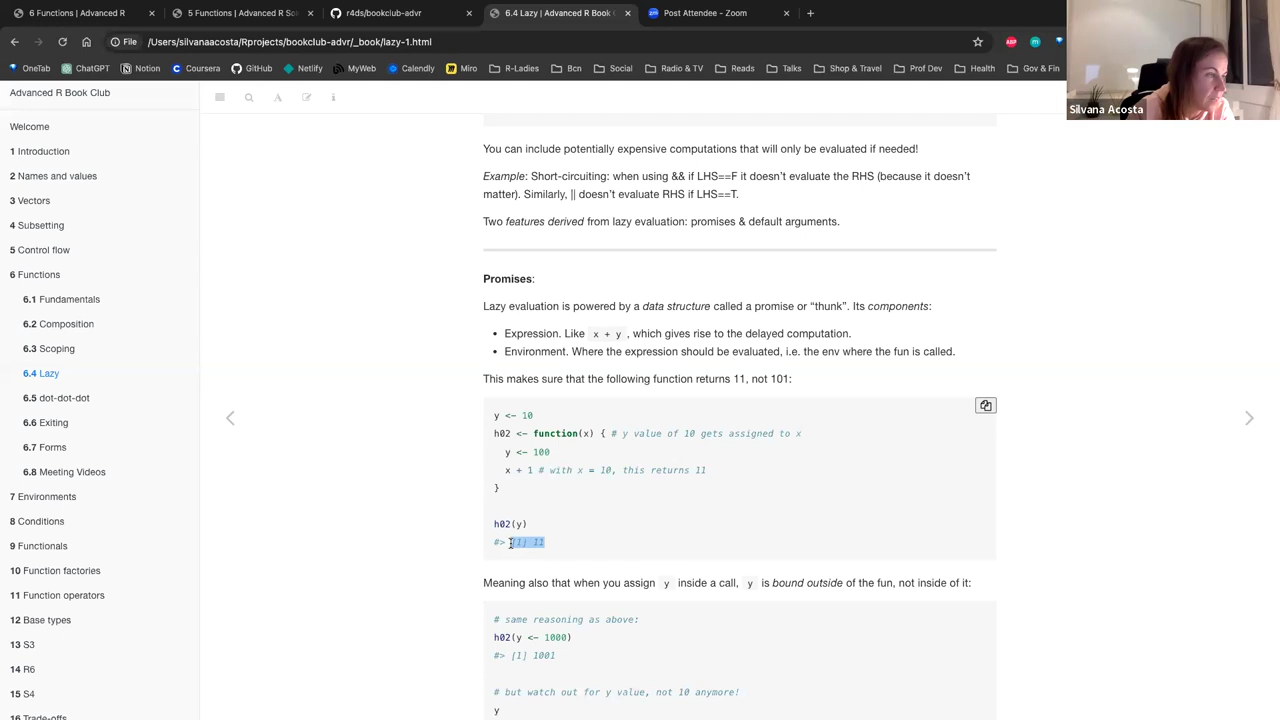 6 Functions | Advanced R
5 Functions | Advanced R Sol
r4ds/bookclub-advr
6.4 Lazy | Advanced R Book C
Post Attendee - Zoom
File
/Users/silvanaacosta/Rprojects/bookclub-advr/_book/lazy-1.html
OneTab
ChatGPT
Notion
Coursera
GitHub
Netlify
MyWeb
Calendly
Miro
R-Ladies
Bcn
Social
Radio & TV
Reads
Talks
Shop & Travel
Prof Dev
Health
Gov & Fin
Silvana Acosta
Advanced R Book Club
Welcome
1 Introduction
2 Names and values
3 Vectors
4 Subsetting
5 Control flow
6 Functions
6.1 Fundamentals
6.2 Composition
6.3 Scoping
6.4 Lazy
6.5 dot-dot-dot
6.6 Exiting
6.7 Forms
6.8 Meeting Videos
7 Environments
8 Conditions
9 Functionals
10 Function factories
11 Function operators
12 Base types
13 S3
14 R6
15 S4
16 Trade-offs
You can include potentially expensive computations that will only be evaluated if needed!
Example: Short-circuiting: when using && if LHS==F it doesn't evaluate the RHS (because it doesn't
matter). Similarly, || doesn't evaluate RHS if LHS==T.
Two features derived from lazy evaluation: promises & default arguments.
Promises:
Lazy evaluation is powered by a data structure called a promise or “thunk”. Its components:
• Expression. Like x + y , which gives rise to the delayed computation.
• Environment. Where the expression should be evaluated, i.e. the env where the fun is called.
This makes sure that the following function returns 11, not 101:
y <- 10
h02 <- function(x) { # y value of 10 gets assigned to x
y <- 100
x + 1 # with x = 10, this returns 11
}
h02(y)
#> [1] 11
Meaning also that when you assign y inside a call, y is bound outside of the fun, not inside of it:
# same reasoning as above:
h02(y <- 1000)
#> [1] 1001
# but watch out for y value, not 10 anymore!
y